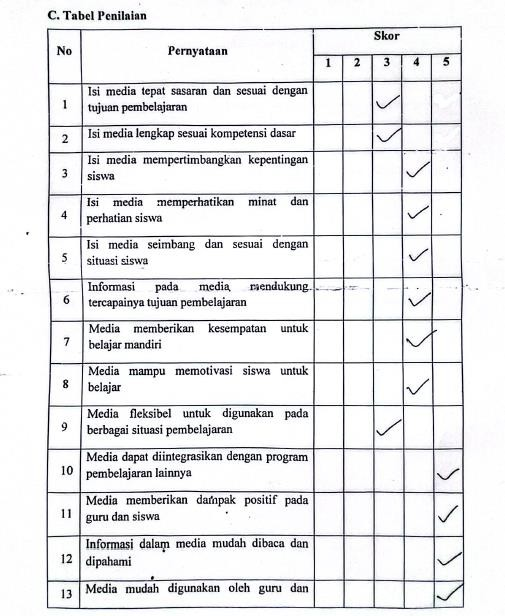 C. Tabel Penilaian
No Pernyataan Skor
1 2 3 4 5
1 Isi media tepat sasaran dan sesuai dengan
tujuan pembelajaran ✓
2 Isi media lengkap sesuai kompetensi dasar ✓
3 Isi media mempertimbangkan kepentingan
siswa ✓
4 Isi media memperhatikan minat dan
perhatian siswa ✓
5 Isi media seimbang dan sesuai dengan
situasi siswa ✓
6 Informasi pada media mendukung
tercapainya tujuan pembelajaran ✓
7 Media memberikan kesempatan untuk
belajar mandiri ✓
8 Media mampu memotivasi siswa untuk
belajar ✓
9 Media fleksibel untuk digunakan pada
berbagai situasi pembelajaran ✓
10 Media dapat diintegrasikan dengan program
pembelajaran lainnya ✓
11 Media memberikan dampak positif pada
guru dan siswa ✓
12 Informasi dalam media mudah dibaca dan
dipahami ✓
13 Media mudah digunakan oleh guru dan ✓